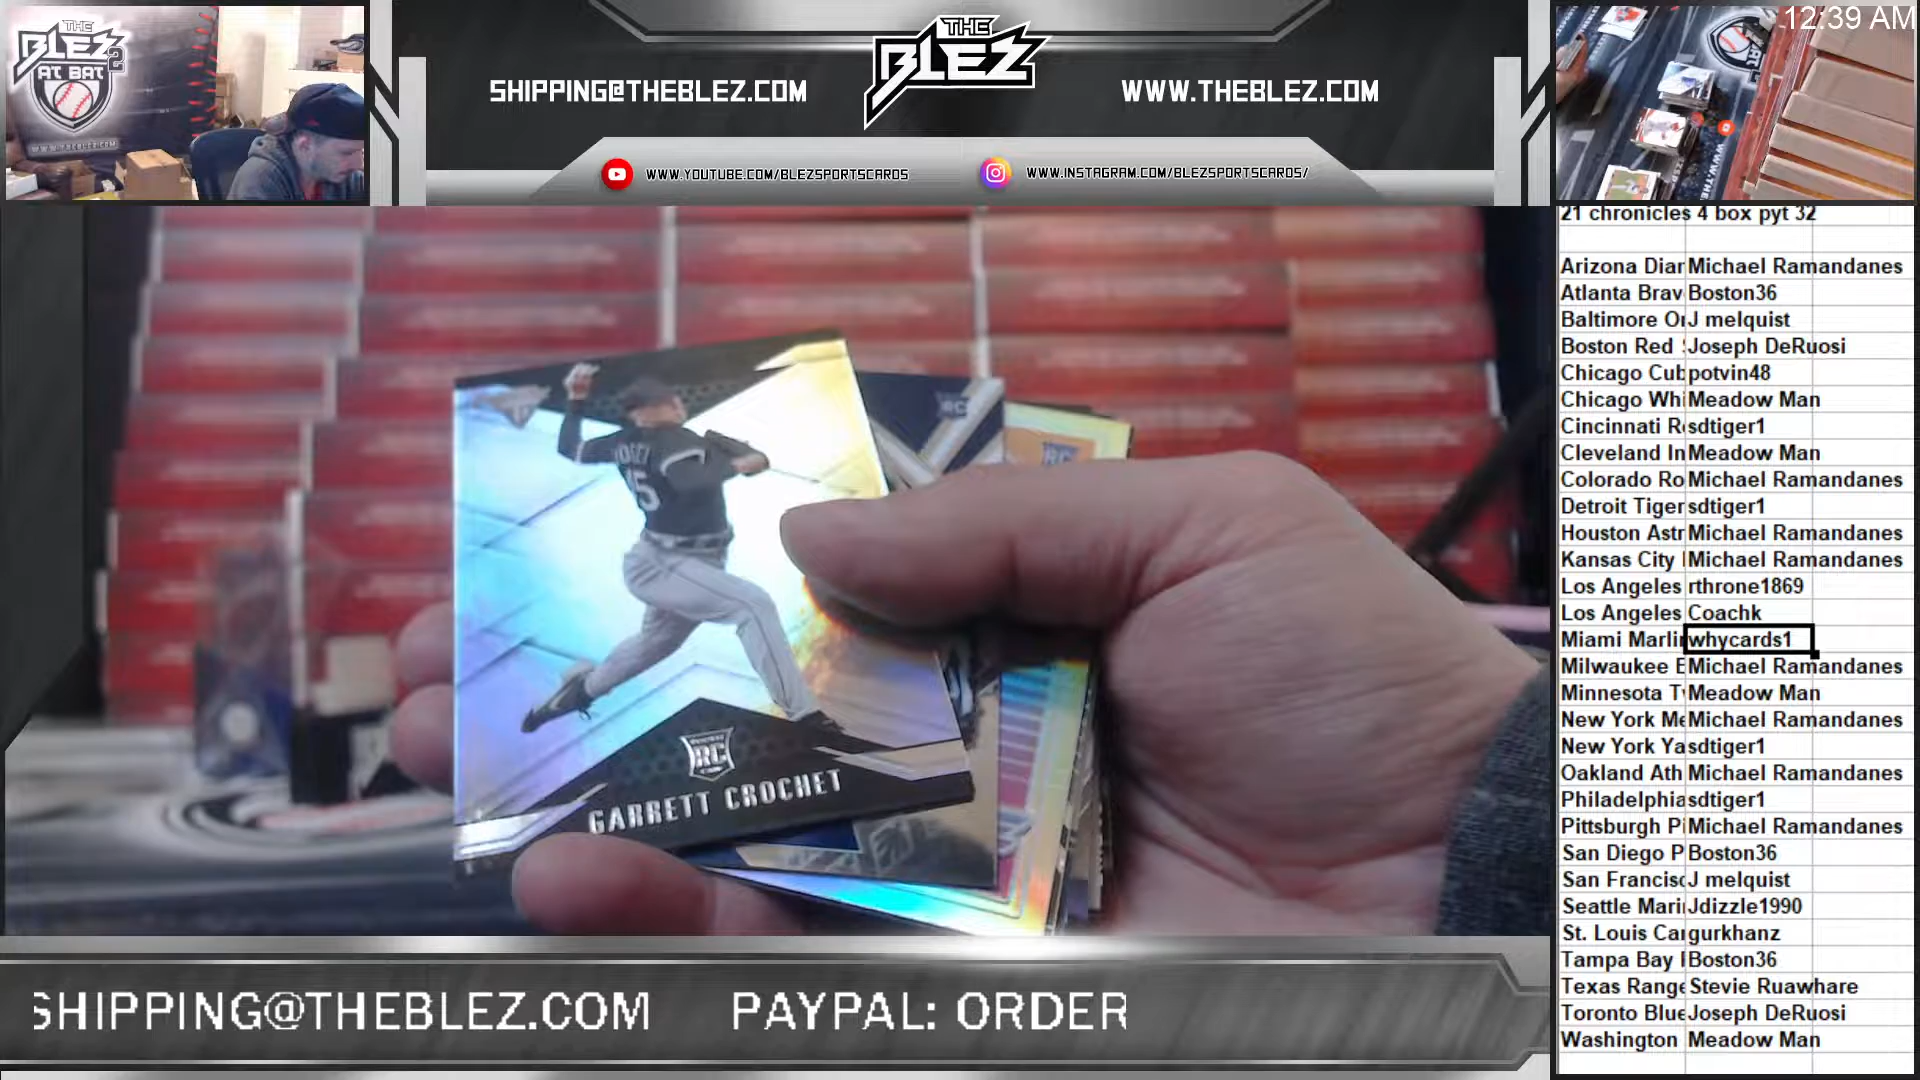 THE
BLEZ 2
AT BAT
THE
BLEZ
SHIPPING@THEBLEZ.COM
WWW.THEBLEZ.COM
WWW.YOUTUBE.COM/BLEZSPORTSCARDS
WWW.INSTAGRAM.COM/BLEZSPORTSCARDS/
12:39 AM
21 chronicles 4 box pyt 32
Arizona Diar Michael Ramandanes
Atlanta Brav Boston36
Baltimore Or J melquist
Boston Red Joseph DeRuosi
Chicago Cub potvin48
Chicago Whi Meadow Man
Cincinnati Re sdtiger1
Cleveland In Meadow Man
Colorado Ro Michael Ramandanes
Detroit Tiger sdtiger1
Houston Astr Michael Ramandanes
Kansas City Michael Ramandanes
Los Angeles rthrone1869
Los Angeles Coachk
Miami Marlin whycards1
Milwaukee B Michael Ramandanes
Minnesota Tw Meadow Man
New York Me Michael Ramandanes
New York Ya sdtiger1
Oakland Ath Michael Ramandanes
Philadelphia sdtiger1
Pittsburgh Pi Michael Ramandanes
San Diego P Boston36
San Francisc J melquist
Seattle Mari Jdizzle1990
St. Louis Car gurkhanz
Tampa Bay Boston36
Texas Range Stevie Ruawhare
Toronto Blue Joseph DeRuosi
Washington Meadow Man
RC
RC
RC
GARRETT CROCHET
SHIPPING@THEBLEZ.COM PAYPAL: ORDER